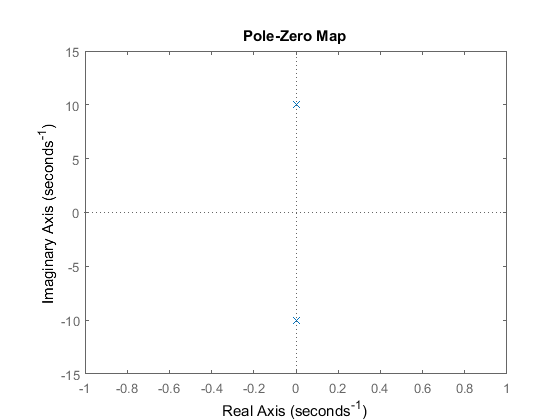 Pole-Zero Map
15
10
5
0
-5
-10
-15
Imaginary Axis (seconds⁻¹)
-1 -0.8 -0.6 -0.4 -0.2 0 0.2 0.4 0.6 0.8 1
Real Axis (seconds⁻¹)